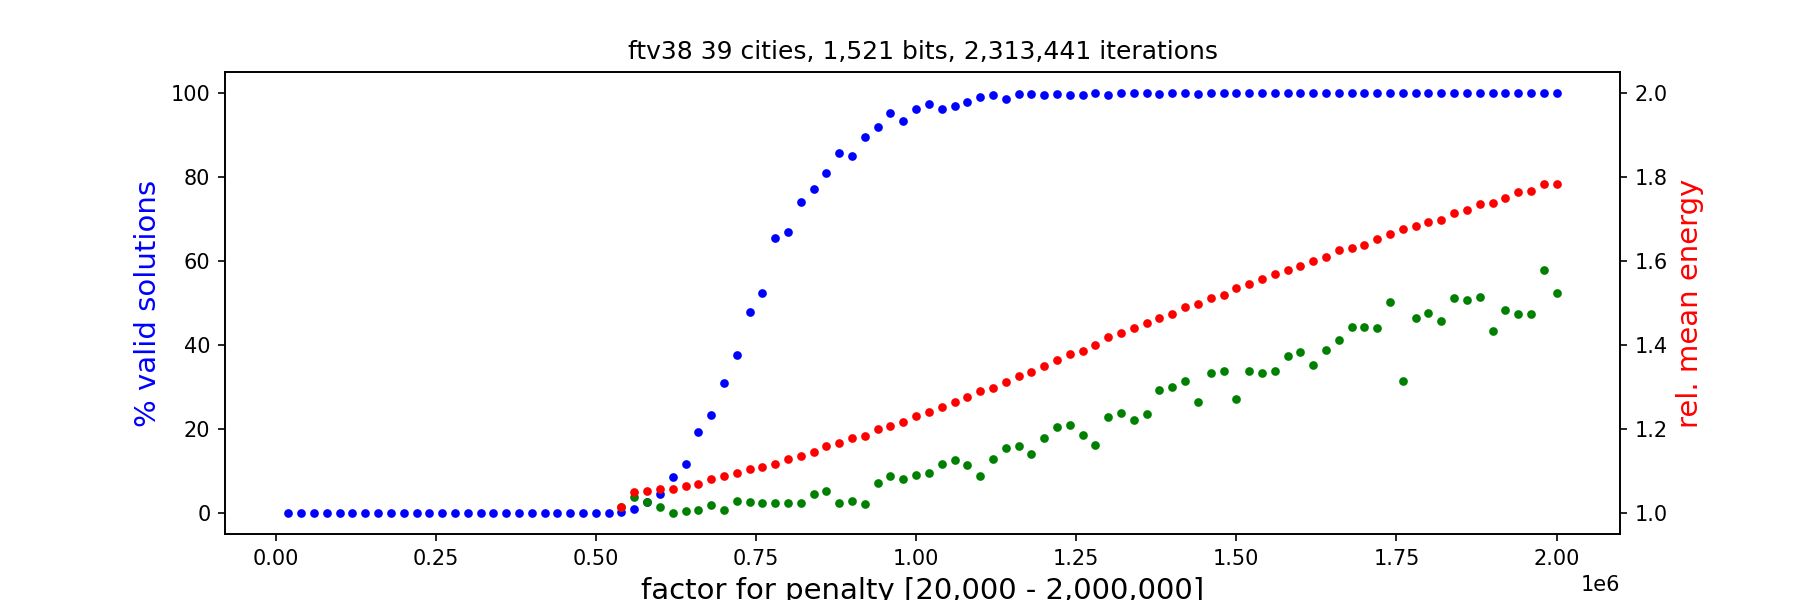 ftv38 39 cities, 1,521 bits, 2,313,441 iterations
% valid solutions
100
80
60
40
20
0
2.0
1.8
1.6
1.4
1.2
1.0
rel. mean energy
0.00 0.25 0.50 0.75 1.00 1.25 1.50 1.75 2.00
1e6
factor for penalty [20,000 - 2,000,000]